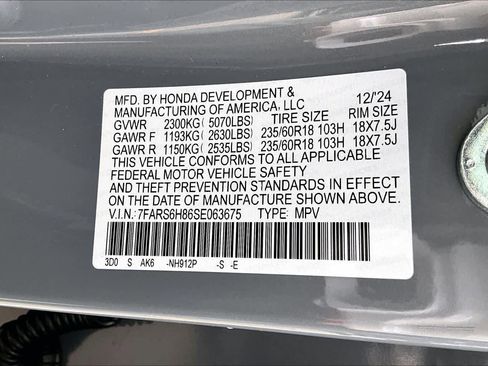 MFD. BY HONDA DEVELOPMENT &
MANUFACTURING OF AMERICA, LLC 12/'24
GVWR 2300KG( 5070LBS) TIRE SIZE RIM SIZE
GAWR F 1193KG( 2630LBS) 235/60R18 103H 18X7.5J
GAWR R 1150KG( 2535LBS) 235/60R18 103H 18X7.5J
THIS VEHICLE CONFORMS TO ALL APPLICABLE
FEDERAL MOTOR VEHICLE SAFETY
AND THEFT PREVENTION STANDARDS IN EFFECT
ON THE DATE OF MANUFACTURE SHOWN ABOVE.
V.I.N.: 7FARS6H86SE063675 TYPE: MPV
3D0 S AK6 -NH912P -S -E